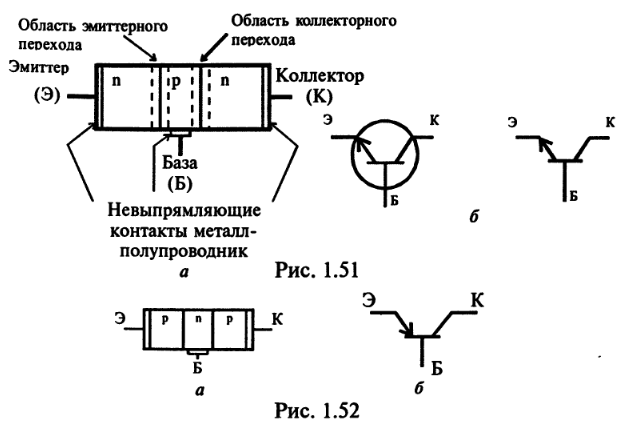 Область эмиттерного перехода
Область коллекторного перехода
Эмиттер
(Э)
n
p
n
Коллектор
(К)
База
(Б)
Невыпрямляющие
контакты металл-
полупроводник
а
Э
К
Б
б
Э
К
Б
Рис. 1.51
Э
p
n
p
К
Б
а
Э
К
Б
б
Рис. 1.52